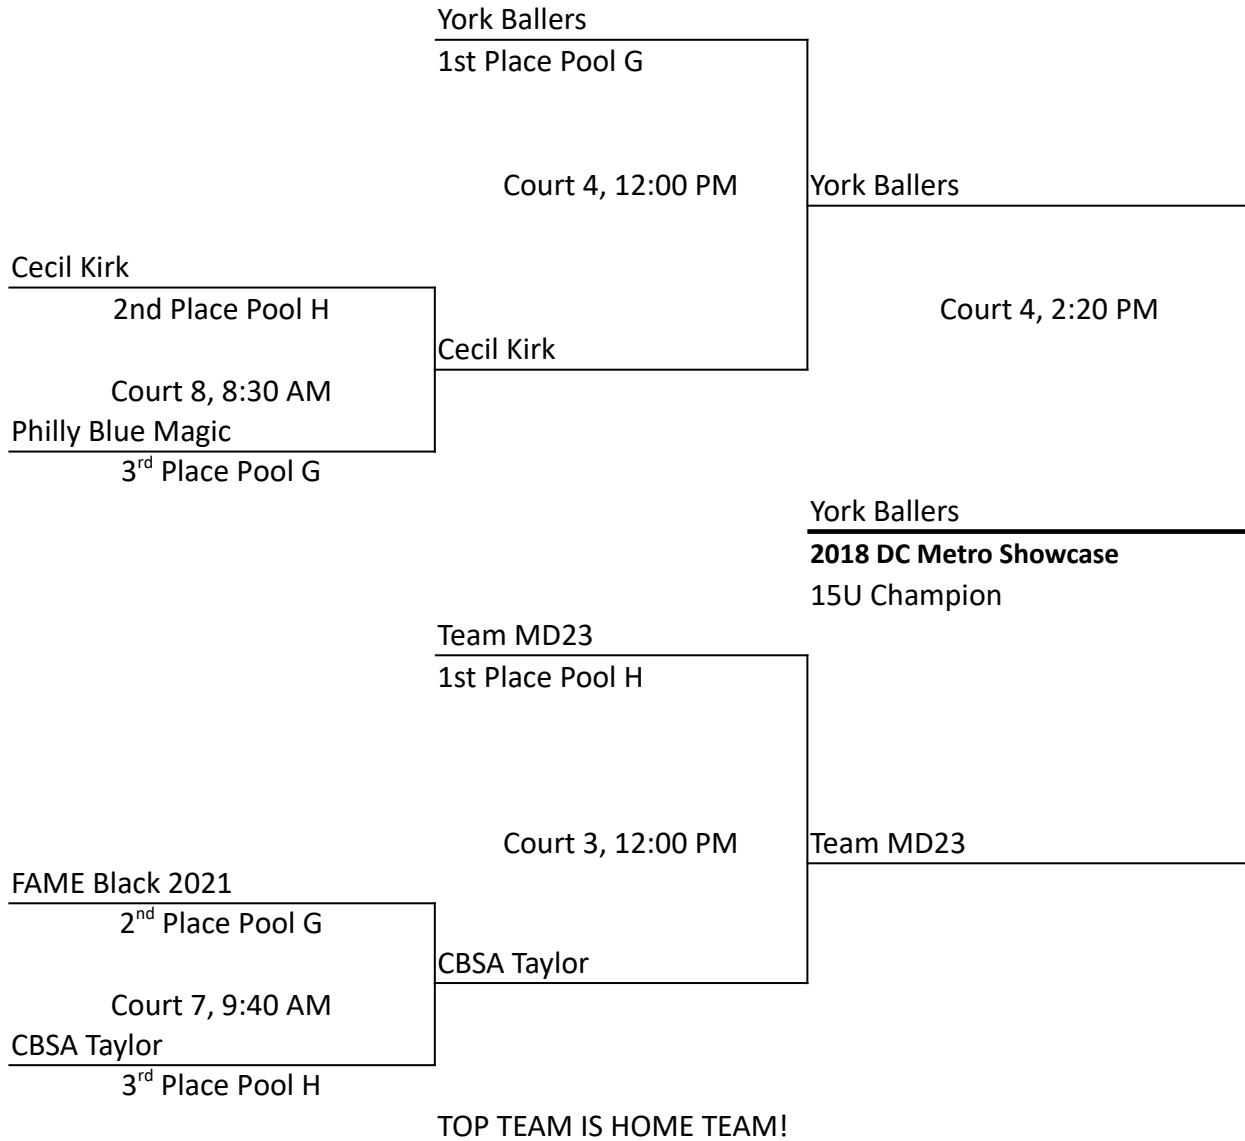 York Ballers
1st Place Pool G
Court 4, 12:00 PM
York Ballers
Cecil Kirk
2nd Place Pool H
Court 4, 2:20 PM
Cecil Kirk
Court 8, 8:30 AM
Philly Blue Magic
3rd Place Pool G
York Ballers
2018 DC Metro Showcase
15U Champion
Team MD23
1st Place Pool H
Court 3, 12:00 PM
Team MD23
FAME Black 2021
2nd Place Pool G
CBSA Taylor
Court 7, 9:40 AM
CBSA Taylor
3rd Place Pool H
TOP TEAM IS HOME TEAM!